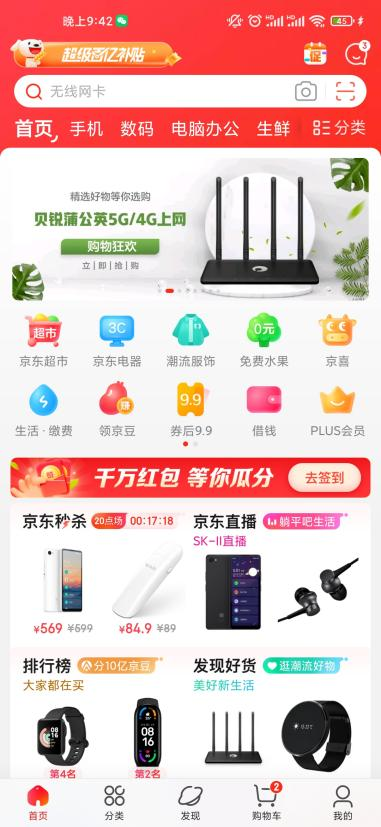 晚上9:42
45
超级百亿补贴
促
3
无线网卡
首页 手机 数码 电脑办公 生鲜 分类
精选好物等你选购
贝锐蒲公英5G/4G上网
购物狂欢
立|即|抢|购
超市 3C 0元
京东超市 京东电器 潮流服饰 免费水果 京喜
赚 9.9
生活·缴费 领京豆 券后9.9 借钱 PLUS会员
千万红包 等你瓜分 去签到
京东秒杀 20点场 00:17:18
京东直播 躺平吧生活
SK-II直播
¥569 ¥599 ¥84.9 ¥89
排行榜 分10亿京豆
大家都在买
发现好货 逛潮流好物
美好新生活
08 16
08 16
第4名 第2名
2
首页 分类 发现 购物车 我的